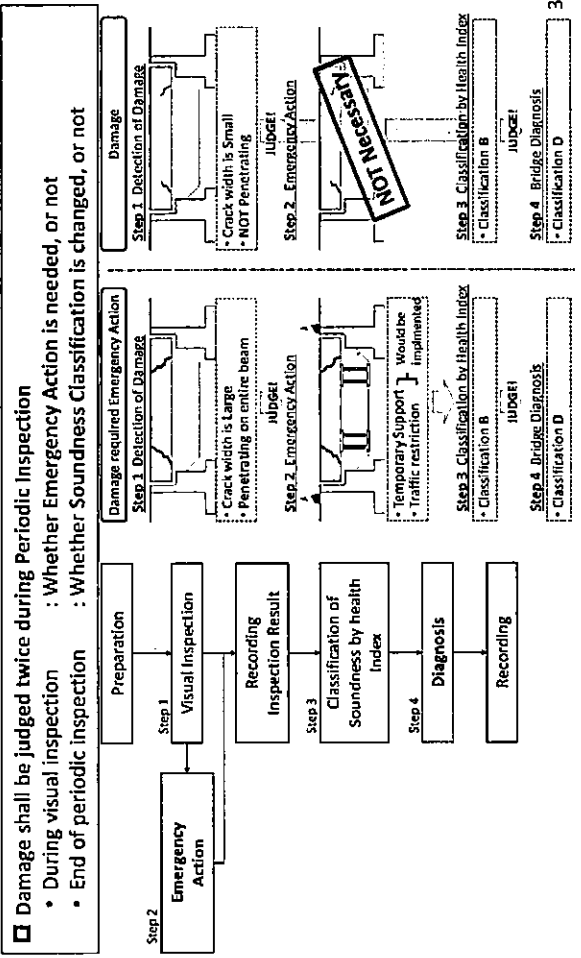 Damage shall be judged twice during Periodic Inspection
• During visual inspection : Whether Emergency Action is needed, or not
• End of periodic inspection : Whether Soundness Classification is changed, or not
Preparation
Step 1
Visual Inspection
Step 2
Emergency
Action
Recording
Inspection Result
Step 3
Classification of
Soundness by health
Index
Step 4
Diagnosis
Recording
Damage required Emergency Action
Step 1 Detection of Damage
• Crack width is Large
• Penetrating on entire beam
JUDGE!
Step 2 Emergency Action
• Temporary Support
• Traffic restriction
} Would be
implmented
Step 3 Classification by Health Index
• Classification B
JUDGE!
Step 4 Bridge Diagnosis
• Classification D
Damage
Step 1 Detection of Damage
• Crack width is Small
• NOT Penetrating
JUDGE!
Step 2 Emergency Action
NOT Necessary
Step 3 Classification by Health Index
• Classification B
JUDGE!
Step 4 Bridge Diagnosis
• Classification D
3